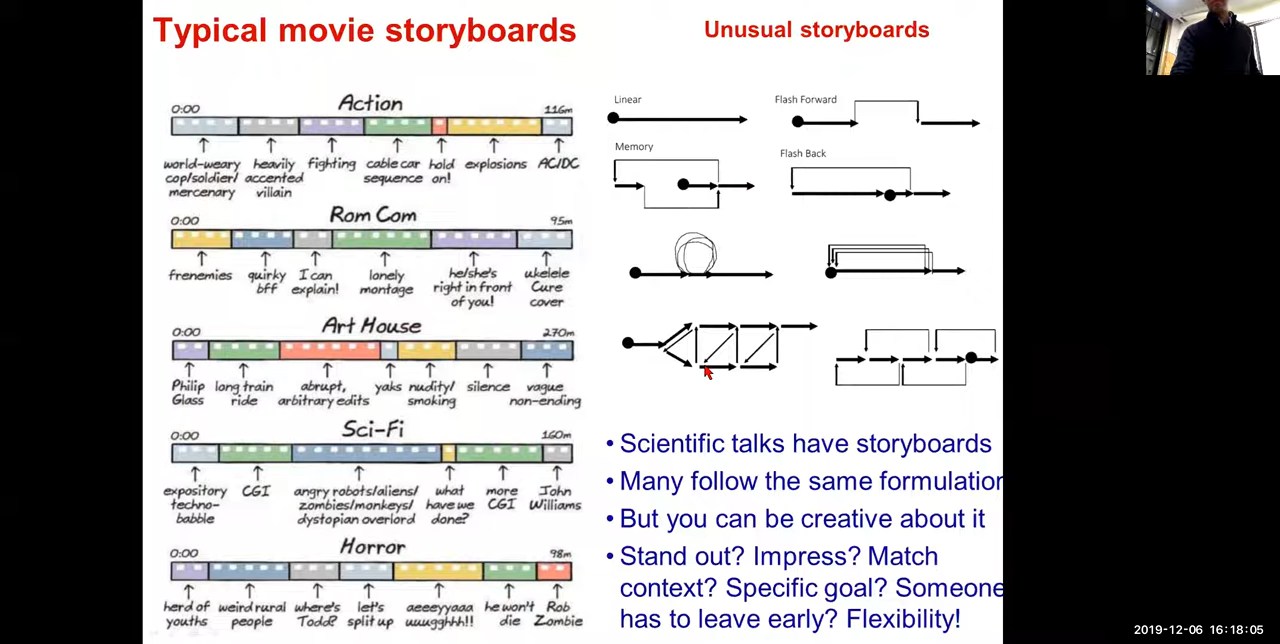 Typical movie storyboards
Action
0:00
116m
world-weary
cop/soldier/
mercenary
heavily
accented
villain
fighting
cable car
sequence
hold
on!
explosions
AC/DC
Rom Com
0:00
95m
frenemies
quirky
bff
I can
explain!
lonely
montage
he/she's
right in front
of you!
ukelele
Cure
cover
Art House
0:00
270m
Philip
Glass
long train
ride
abrupt,
arbitrary edits
yaks
nudity/
smoking
silence
vague
non-ending
Sci-Fi
0:00
160m
expository
techno-
babble
CGI
angry robots/aliens/
zombies/monkeys/
dystopian overlord
what
have we
done?
more
CGI
John
Williams
Horror
0:00
98m
herd of
youths
weird rural
people
where's
Todd?
let's
split up
aeeeyyaaa
uuuggghhh!!
he won't
die
Rob
Zombie
Unusual storyboards
Linear
Flash Forward
Memory
Flash Back
• Scientific talks have storyboards
• Many follow the same formulation
• But you can be creative about it
• Stand out? Impress? Match
context? Specific goal? Someone
has to leave early? Flexibility!
2019-12-06 16:18:05